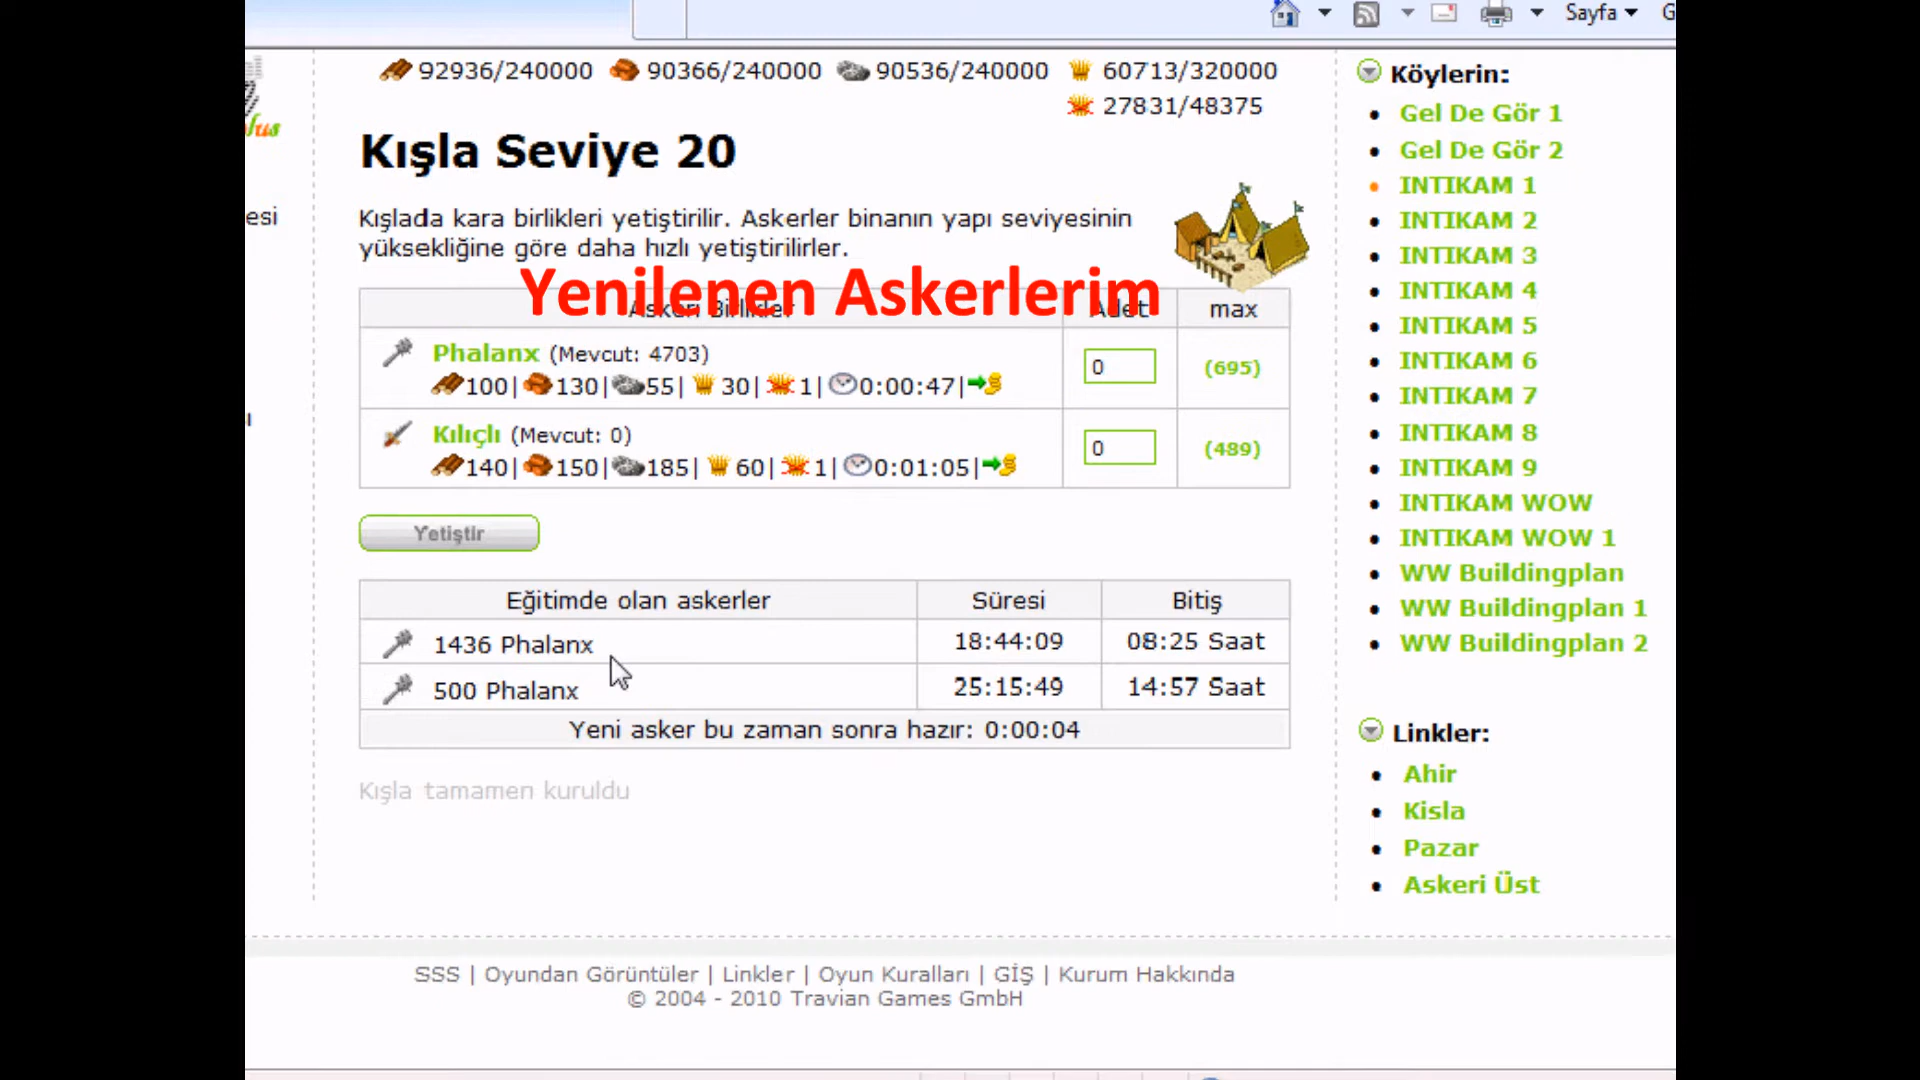 Sayfa
92936/240000 90366/240000 90536/240000 60713/320000
27831/48375
Kışla Seviye 20
Kışlada kara birlikleri yetiştirilir. Askerler binanın yapı seviyesinin
yüksekliğine göre daha hızlı yetiştirilirler.
Yenilenen Askerlerim
Askeri Birlikler Adet max
Phalanx (Mevcut: 4703)
100| 130| 55| 30| 1| 0:00:47|
0 (695)
Kılıçlı (Mevcut: 0)
140| 150| 185| 60| 1| 0:01:05|
0 (489)
Yetiştir
Eğitimde olan askerler Süresi Bitiş
1436 Phalanx 18:44:09 08:25 Saat
500 Phalanx 25:15:49 14:57 Saat
Yeni asker bu zaman sonra hazır: 0:00:04
Kışla tamamen kuruldu
Köylerin:
Gel De Gör 1
Gel De Gör 2
INTIKAM 1
INTIKAM 2
INTIKAM 3
INTIKAM 4
INTIKAM 5
INTIKAM 6
INTIKAM 7
INTIKAM 8
INTIKAM 9
INTIKAM WOW
INTIKAM WOW 1
WW Buildingplan
WW Buildingplan 1
WW Buildingplan 2
Linkler:
Ahir
Kisla
Pazar
Askeri Üst
SSS | Oyundan Görüntüler | Linkler | Oyun Kuralları | GİŞ | Kurum Hakkında
© 2004 - 2010 Travian Games GmbH